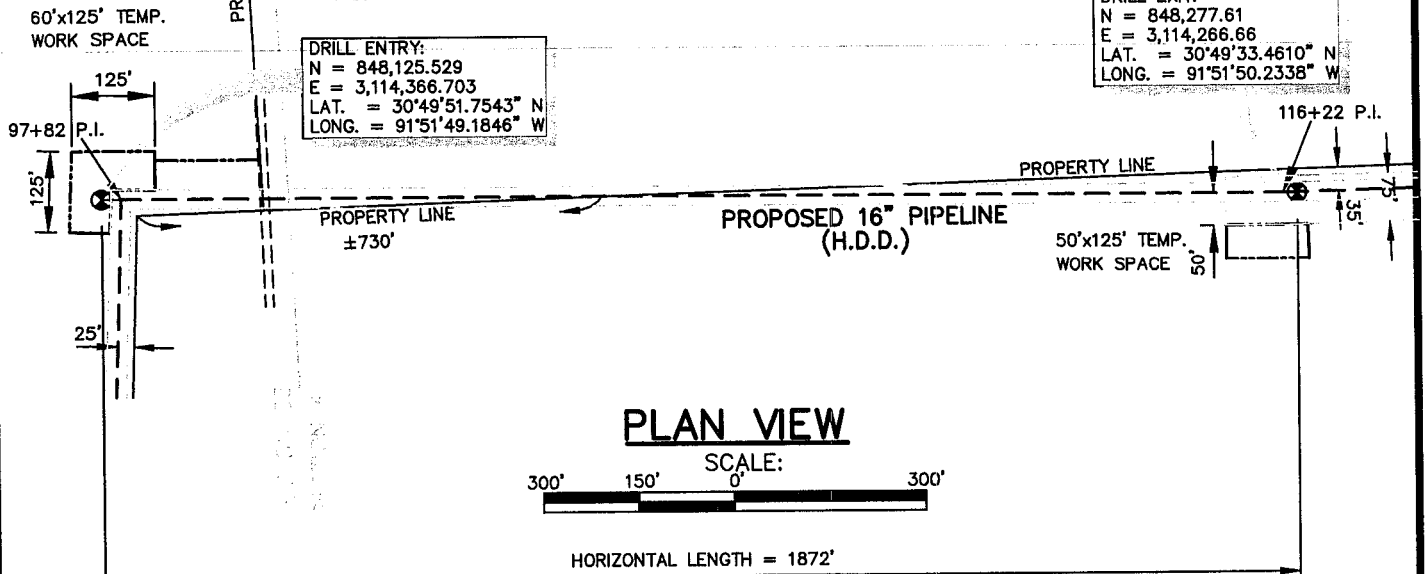 60'x125' TEMP.
WORK SPACE
PR
DRILL ENTRY:
N = 848,125.529
E = 3,114,366.703
LAT. = 30°49'51.7543" N
LONG. = 91°51'49.1846" W
DRILL EXIT:
N = 848,277.61
E = 3,114,266.66
LAT. = 30°49'33.4610" N
LONG. = 91°51'50.2338" W
125'
97+82 P.I.
125'
116+22 P.I.
PROPERTY LINE
PROPERTY LINE
±730'
PROPOSED 16" PIPELINE
(H.D.D.)
50'x125' TEMP.
WORK SPACE
50'
35'
75'
25'
PLAN VIEW
SCALE:
300' 150' 0' 300'
HORIZONTAL LENGTH = 1872'